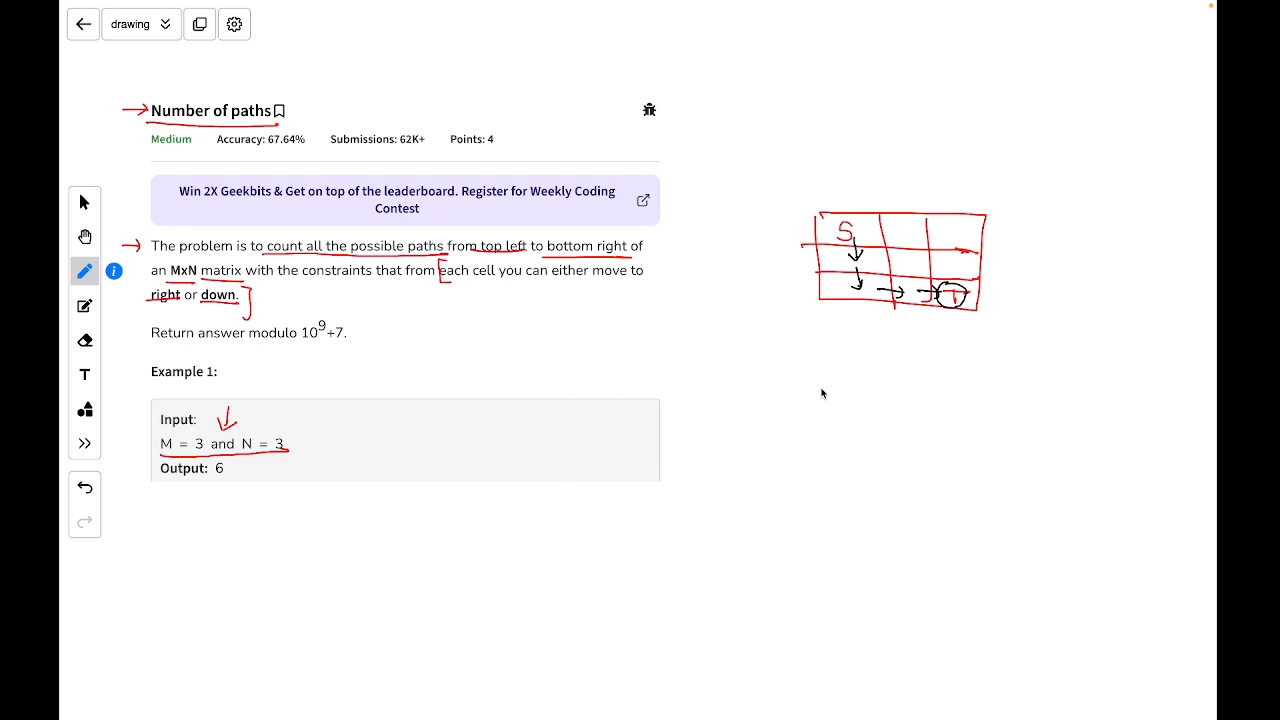 drawing
Number of paths
Medium Accuracy: 67.64% Submissions: 62K+ Points: 4
Win 2X Geekbits & Get on top of the leaderboard. Register for Weekly Coding
Contest
The problem is to count all the possible paths from top left to bottom right of
an MxN matrix with the constraints that from each cell you can either move to
right or down.
Return answer modulo 10^9+7.
Example 1:
Input:
M = 3 and N = 3
Output: 6
S
T
T
i